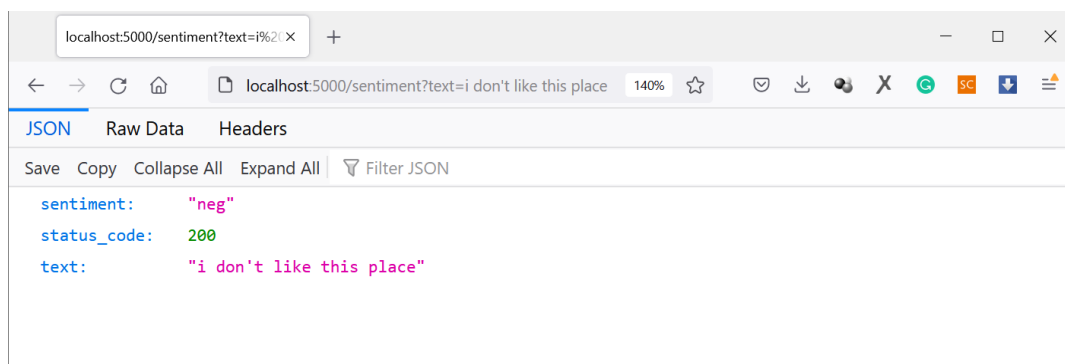 localhost:5000/sentiment?text=i%20
localhost:5000/sentiment?text=i don't like this place 140%
X G SC
JSON Raw Data Headers
Save Copy Collapse All Expand All Filter JSON
sentiment: "neg"
status_code: 200
text: "i don't like this place"